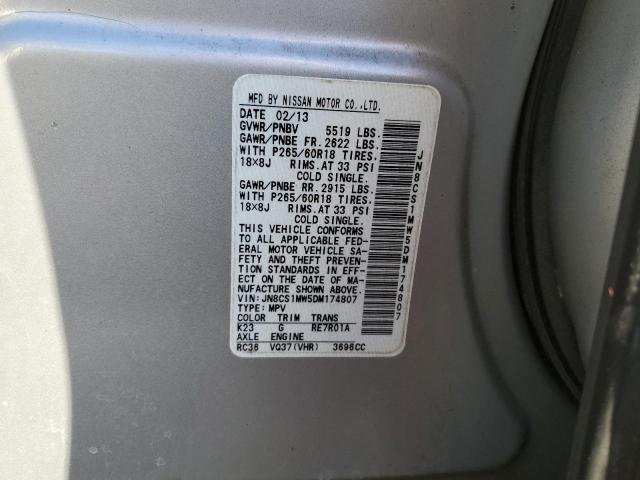 MFD BY NISSAN MOTOR CO.,LTD.
DATE 02/13
GVWR/PNBV 5519 LBS.
GAWR/PNBE FR. 2622 LBS.
WITH P265/60R18 TIRES.
18×8J RIMS. AT 33 PSI
COLD SINGLE.
GAWR/PNBE RR. 2915 LBS.
WITH P265/60R18 TIRES.
18×8J RIMS. AT 33 PSI
COLD SINGLE.
THIS VEHICLE CONFORMS
TO ALL APPLICABLE FED-
ERAL MOTOR VEHICLE SA-
FETY AND THEFT PREVEN-
TION STANDARDS IN EFF-
ECT ON THE DATE OF MA-
NUFACTURE SHOWN ABOVE.
VIN: JN8CS1MW5DM174807
TYPE: MPV
COLOR TRIM TRANS
K23 G RE7R01A
AXLE ENGINE
RC36 VQ37(VHR) 3696CC
JN8CS1MW5DM174807